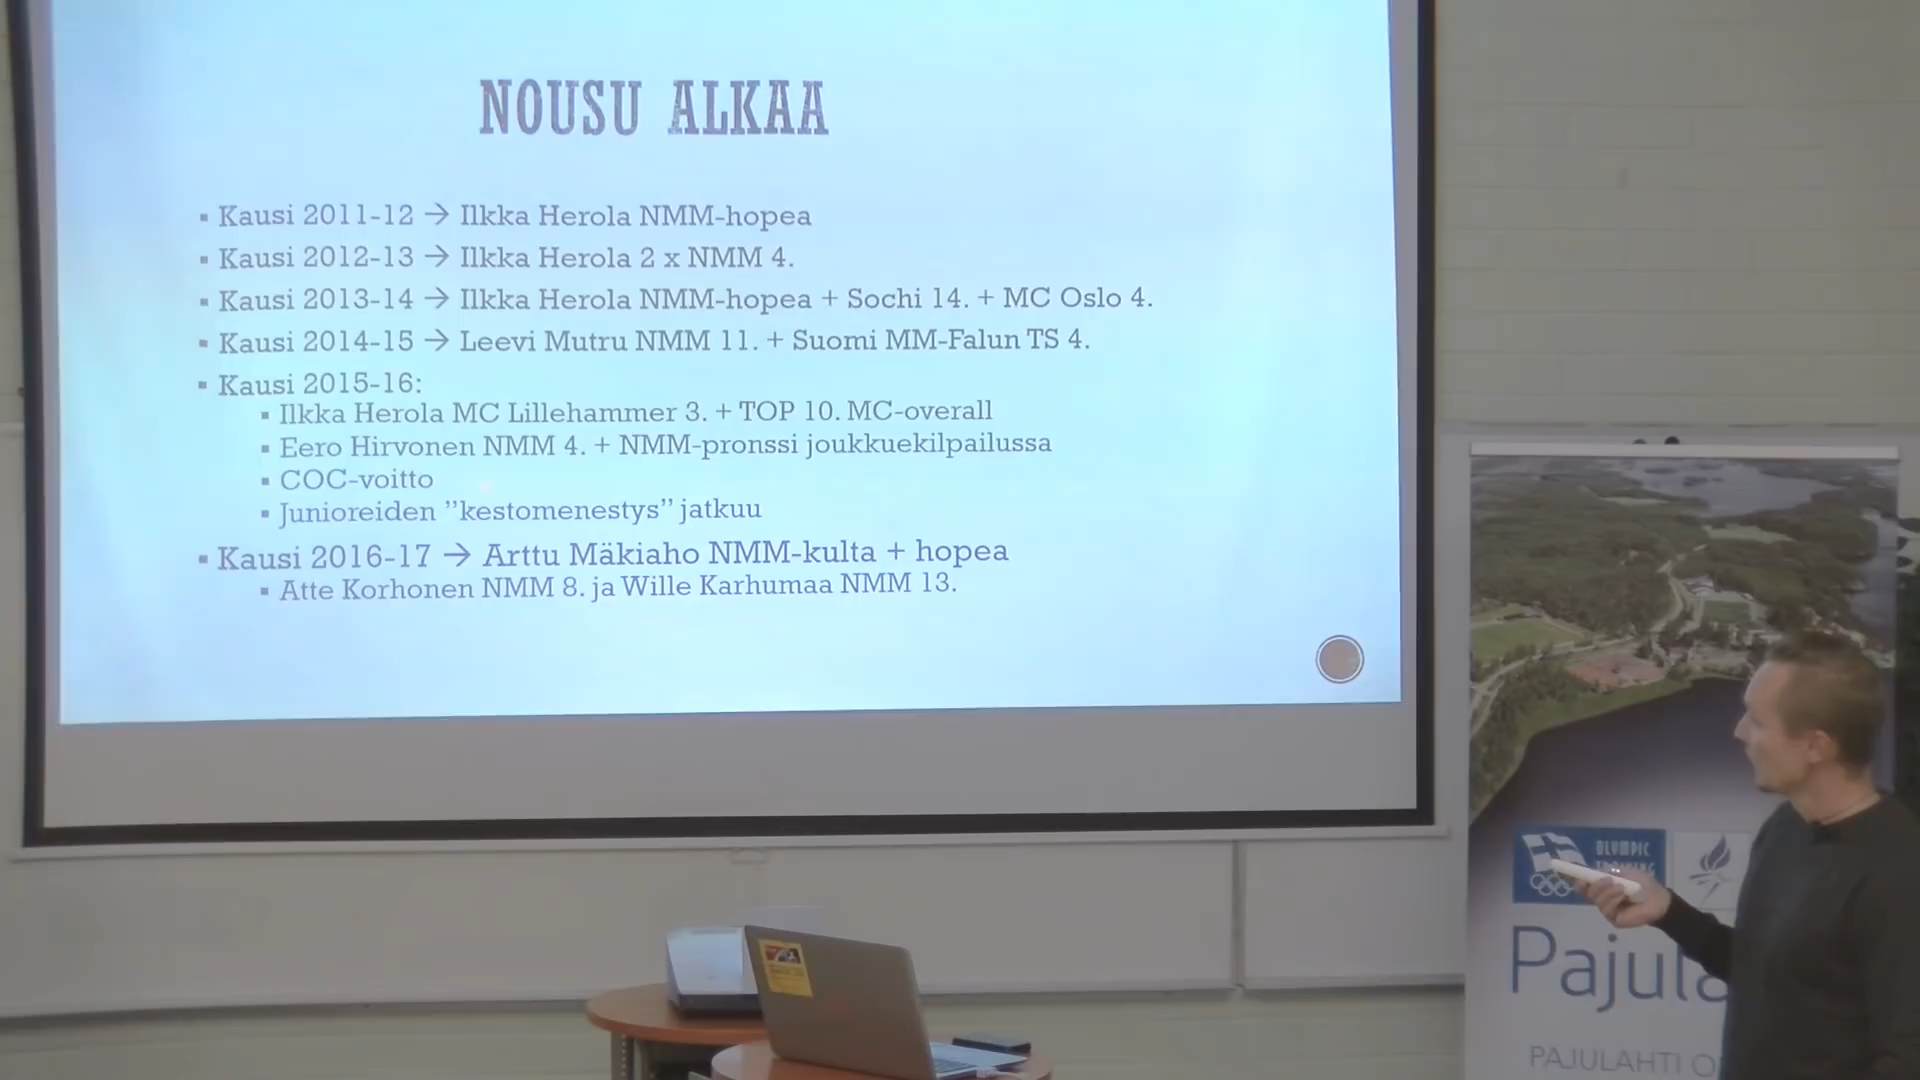 NOUSU ALKAA
▪ Kausi 2011-12 → Ilkka Herola NMM-hopea
▪ Kausi 2012-13 → Ilkka Herola 2 x NMM 4.
▪ Kausi 2013-14 → Ilkka Herola NMM-hopea + Sochi 14. + MC Oslo 4.
▪ Kausi 2014-15 → Leevi Mutru NMM 11. + Suomi MM-Falun TS 4.
▪ Kausi 2015-16:
▪ Ilkka Herola MC Lillehammer 3. + TOP 10. MC-overall
▪ Eero Hirvonen NMM 4. + NMM-pronssi joukkuekilpailussa
▪ COC-voitto
▪ Junioreiden ”kestomenestys” jatkuu
▪ Kausi 2016-17 → Arttu Mäkiaho NMM-kulta + hopea
▪ Atte Korhonen NMM 8. ja Wille Karhumaa NMM 13.
OLYMPIC
TRAINING
Pajula
PAJULAHTI O